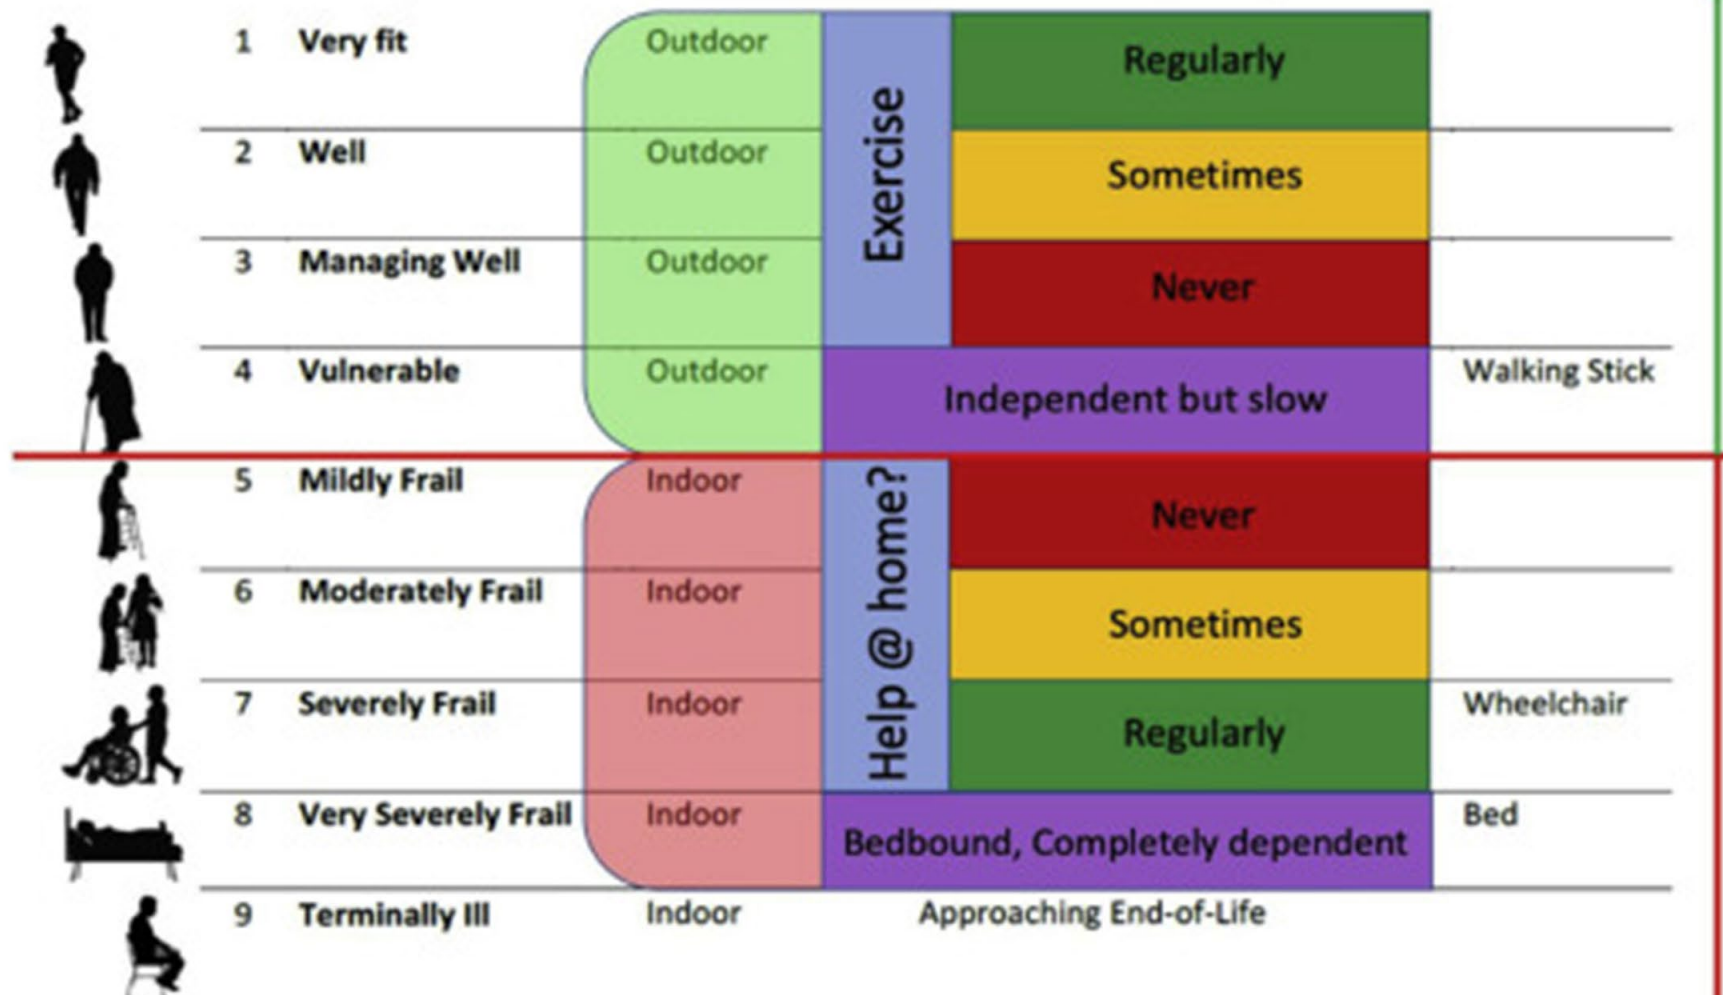 1 Very fit Outdoor Regularly
2 Well Outdoor Sometimes
3 Managing Well Outdoor Never
Exercise
4 Vulnerable Outdoor Independent but slow Walking Stick
5 Mildly Frail Indoor Never
6 Moderately Frail Indoor Sometimes
7 Severely Frail Indoor Regularly Wheelchair
Help @ home?
8 Very Severely Frail Indoor Bedbound, Completely dependent Bed
9 Terminally Ill Indoor Approaching End-of-Life